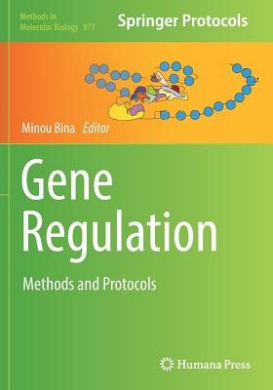 Methods in
Molecular Biology 977
Springer Protocols
Minou Bina Editor
Gene
Regulation
Methods and Protocols
Humana Press